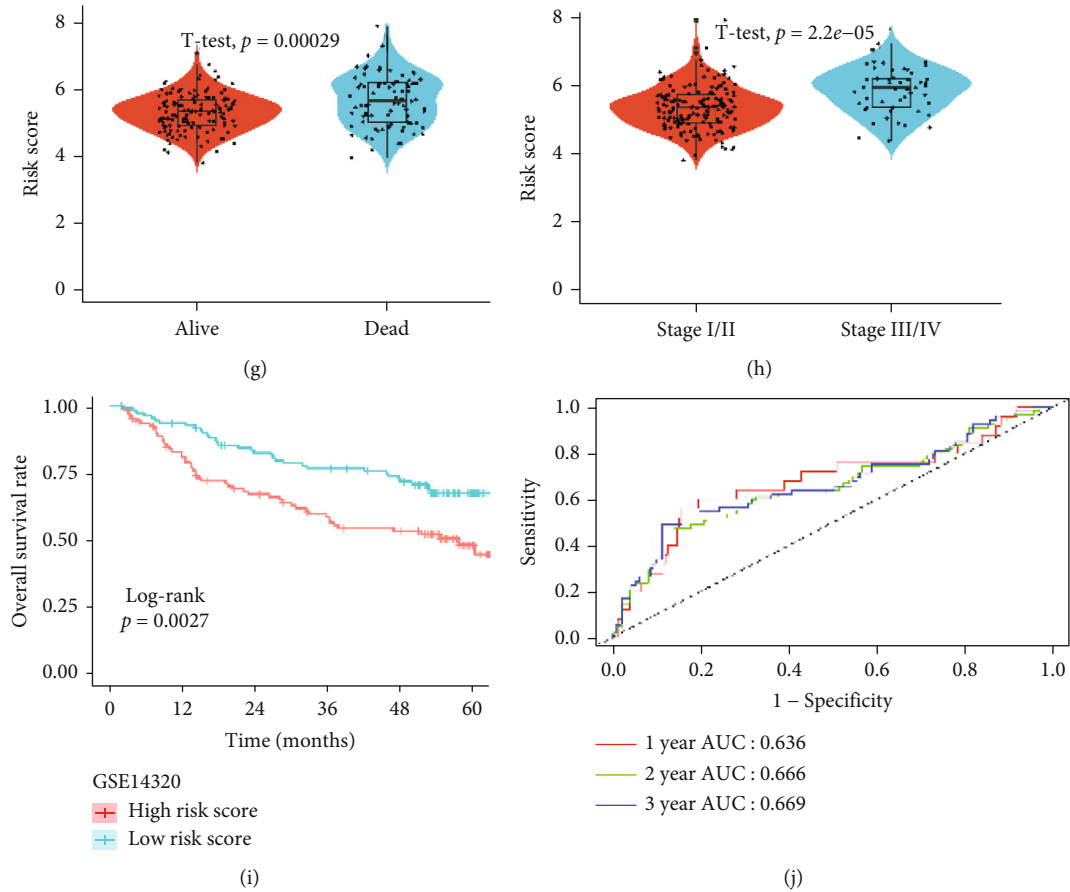 8
6
4
2
0
Risk score
T-test, p = 0.00029
Alive
Dead
(g)
8
6
4
2
0
Risk score
T-test, p = 2.2e−05
Stage I/II
Stage III/IV
(h)
1.00
0.75
0.50
0.25
0.00
Overall survival rate
Log-rank
p = 0.0027
0
12
24
36
48
60
Time (months)
GSE14320
High risk score
Low risk score
(i)
1.0
0.8
0.6
0.4
0.2
0.0
Sensitivity
0.0
0.2
0.4
0.6
0.8
1.0
1 − Specificity
1 year AUC : 0.636
2 year AUC : 0.666
3 year AUC : 0.669
(j)